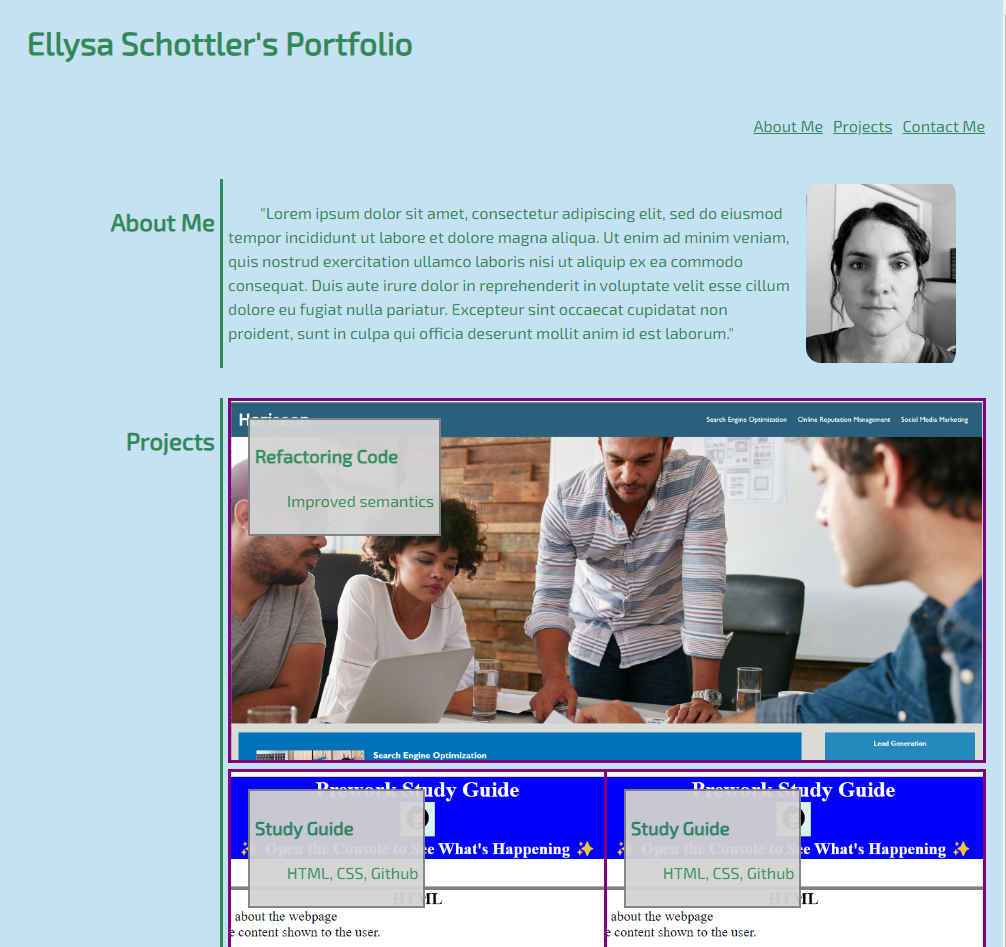 Ellysa Schottler's Portfolio
About Me Projects Contact Me
About Me
"Lorem ipsum dolor sit amet, consectetur adipiscing elit, sed do eiusmod
tempor incididunt ut labore et dolore magna aliqua. Ut enim ad minim veniam,
quis nostrud exercitation ullamco laboris nisi ut aliquip ex ea commodo
consequat. Duis aute irure dolor in reprehenderit in voluptate velit esse cillum
dolore eu fugiat nulla pariatur. Excepteur sint occaecat cupidatat non
proident, sunt in culpa qui officia deserunt mollit anim id est laborum."
Projects
Horiseon
Search Engine Optimization Online Reputation Management Social Media Marketing
Refactoring Code
Improved semantics
Search Engine Optimization
Lead Generation
Prework Study Guide
Study Guide
✨ Open the Console to See What's Happening ✨
HTML, CSS, Github
HTML
about the webpage
content shown to the user.
Prework Study Guide
Study Guide
✨ Open the Console to See What's Happening ✨
HTML, CSS, Github
HTML
about the webpage
content shown to the user.